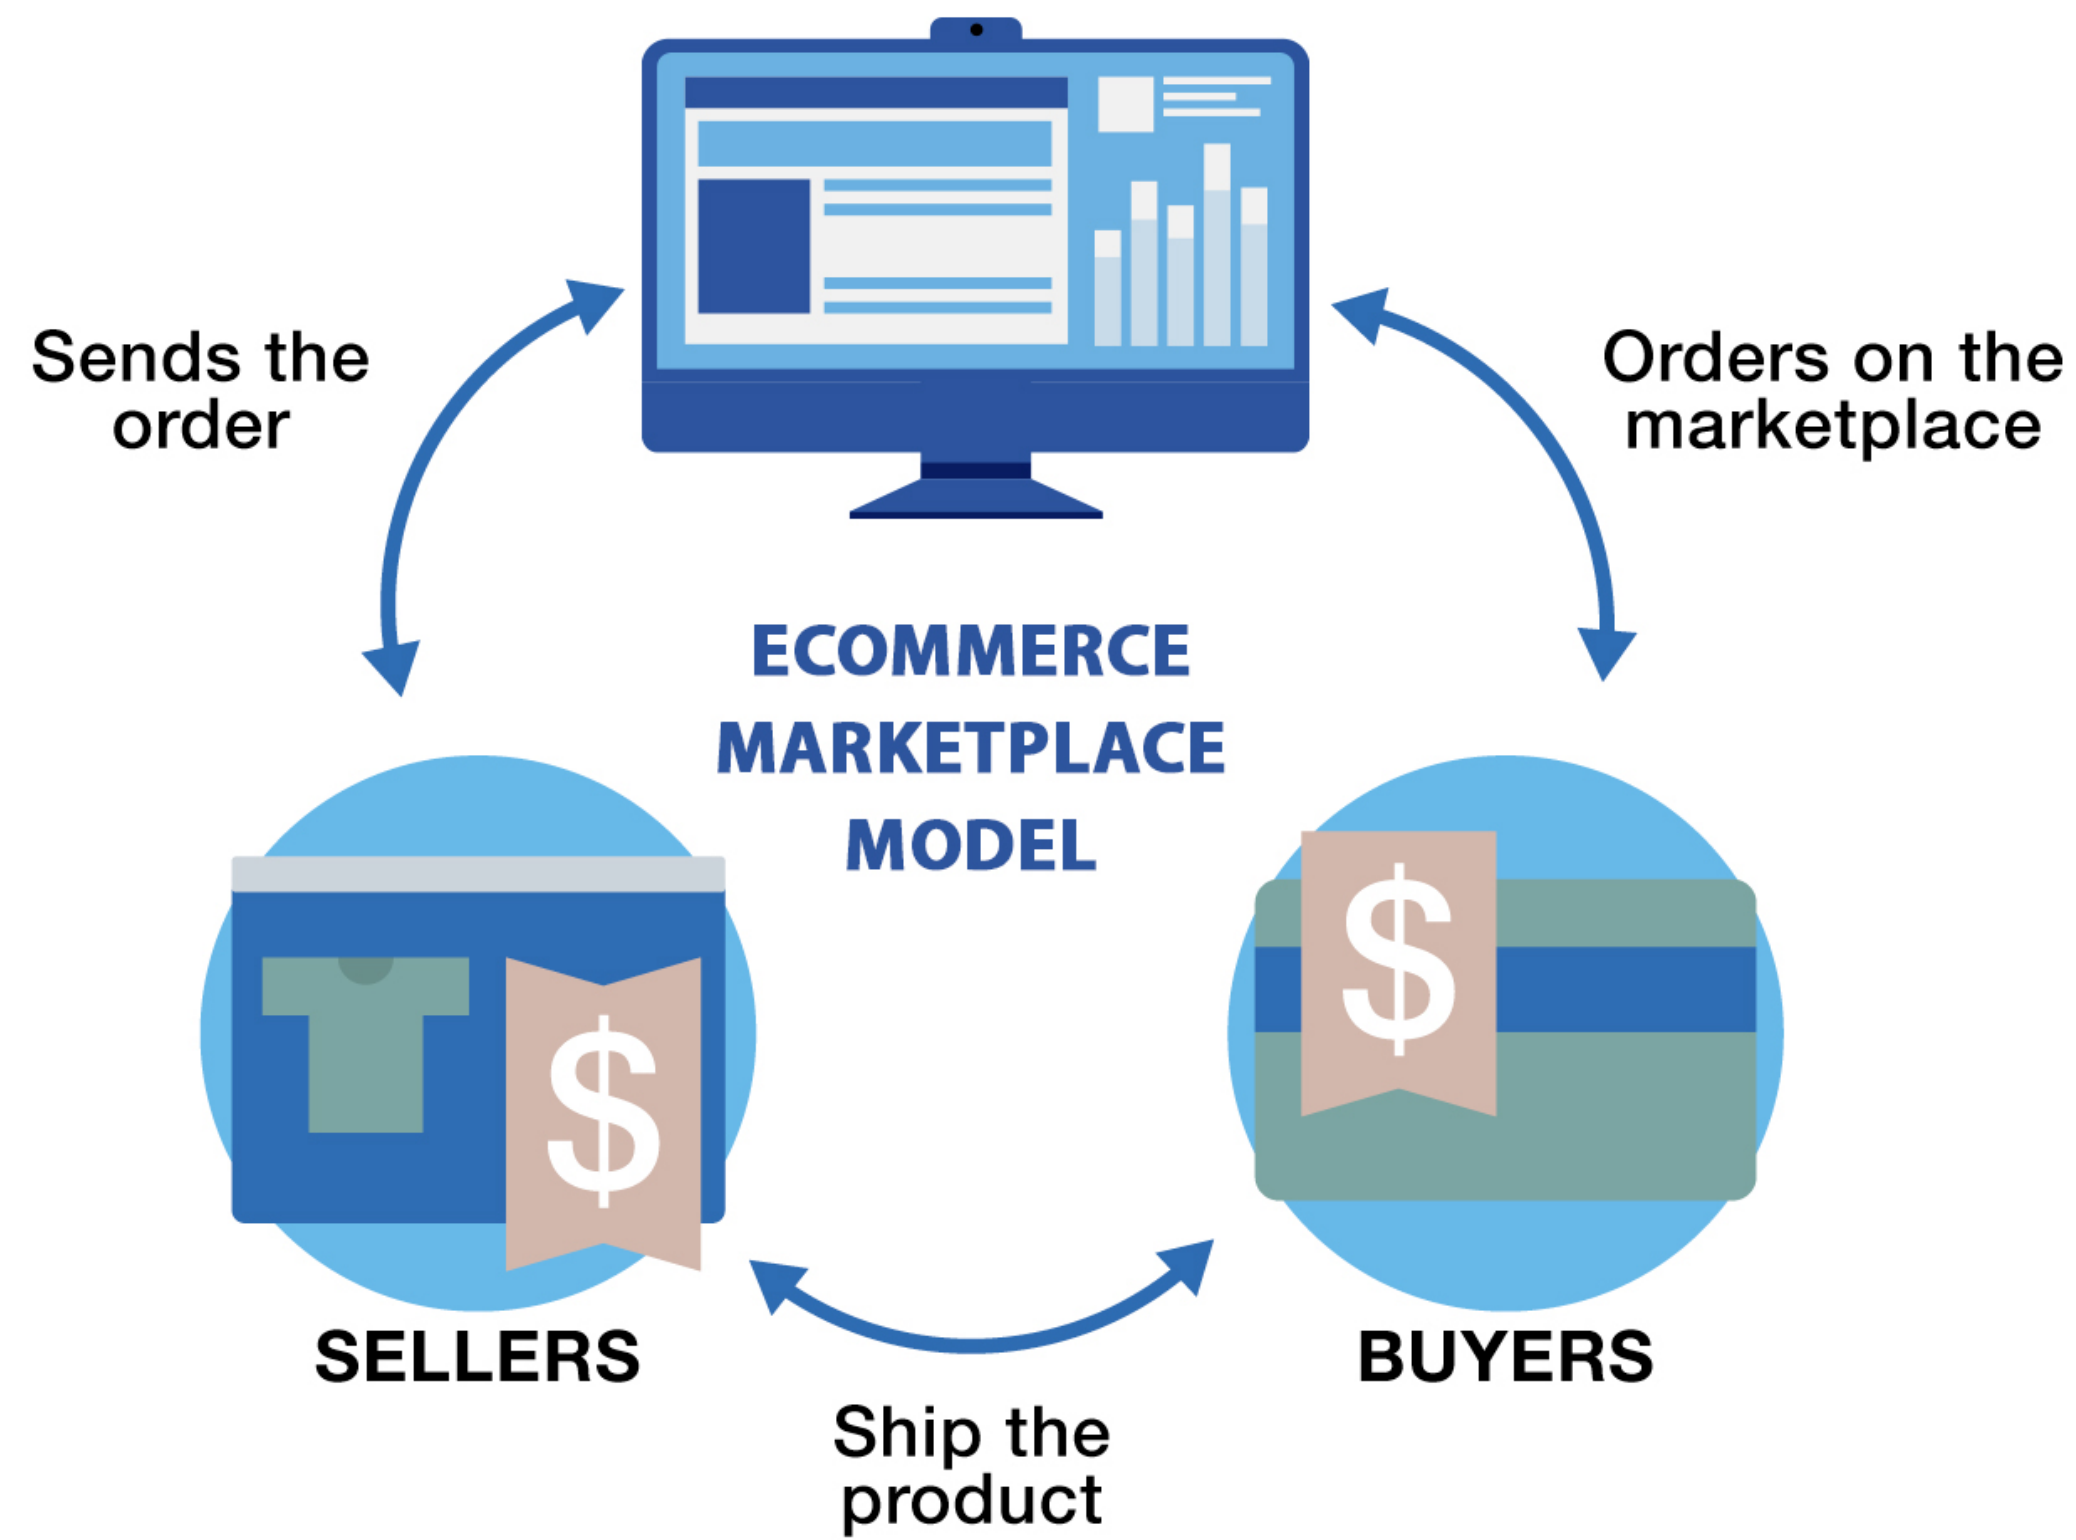 Sends the
order
Orders on the
marketplace
ECOMMERCE
MARKETPLACE
MODEL
$
$
SELLERS
BUYERS
Ship the
product